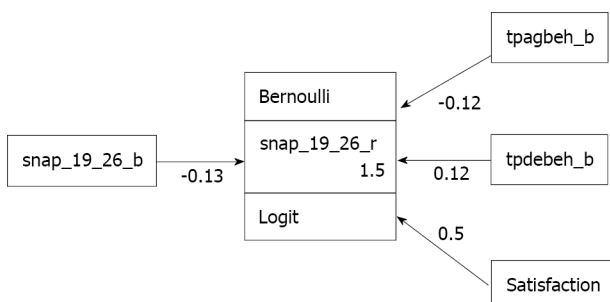 tpagbeh_b
Bernoulli
-0.12
snap_19_26_b
-0.13
snap_19_26_r
1.5
tpdebeh_b
0.12
Logit
0.5
Satisfaction